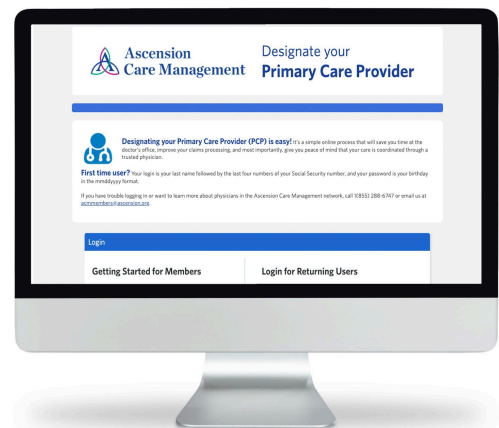 Ascension
Care Management
Designate your
Primary Care Provider
Designating your Primary Care Provider (PCP) is easy! It's a simple online process that will save you time at the
doctor's office, improve your claims processing, and most importantly, give you peace of mind that your care is coordinated through a
trusted physician.
First time user? Your login is your last name followed by the last four numbers of your Social Security number, and your password is your birthday
in the mmddyyyy format.
If you have trouble logging in or want to learn more about physicians in the Ascension Care Management network, call 1(855) 288-6747 or email us at
acmmembers@ascension.org.
Login
Getting Started for Members
Login for Returning Users